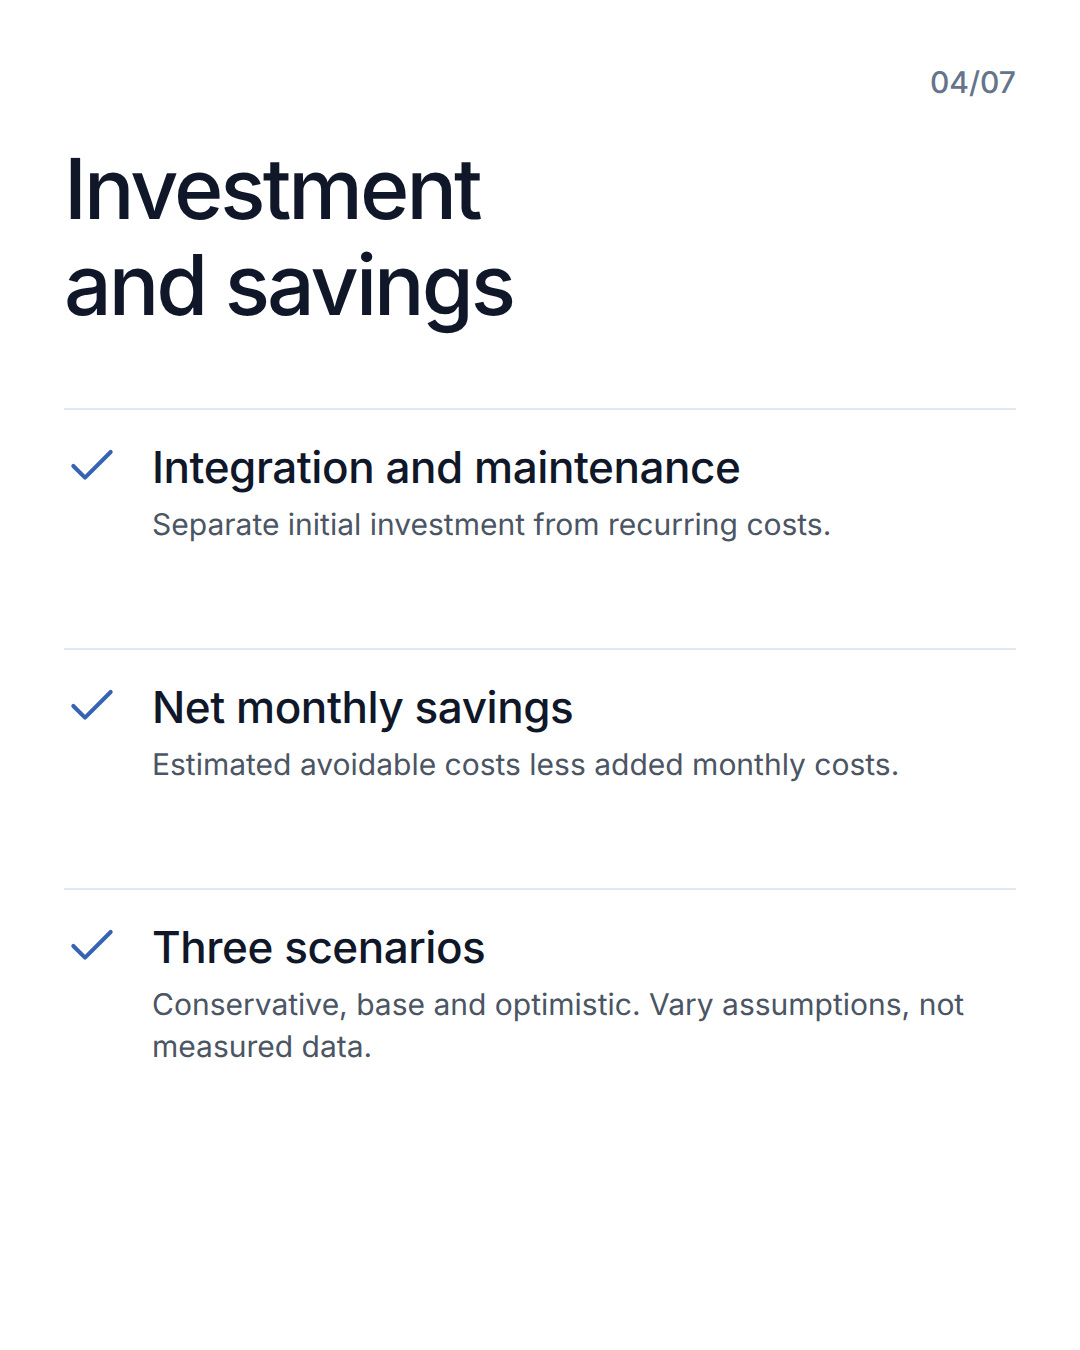 04/07
Investment
and savings
Integration and maintenance
Separate initial investment from recurring costs.
Net monthly savings
Estimated avoidable costs less added monthly costs.
Three scenarios
Conservative, base and optimistic. Vary assumptions, not
measured data.